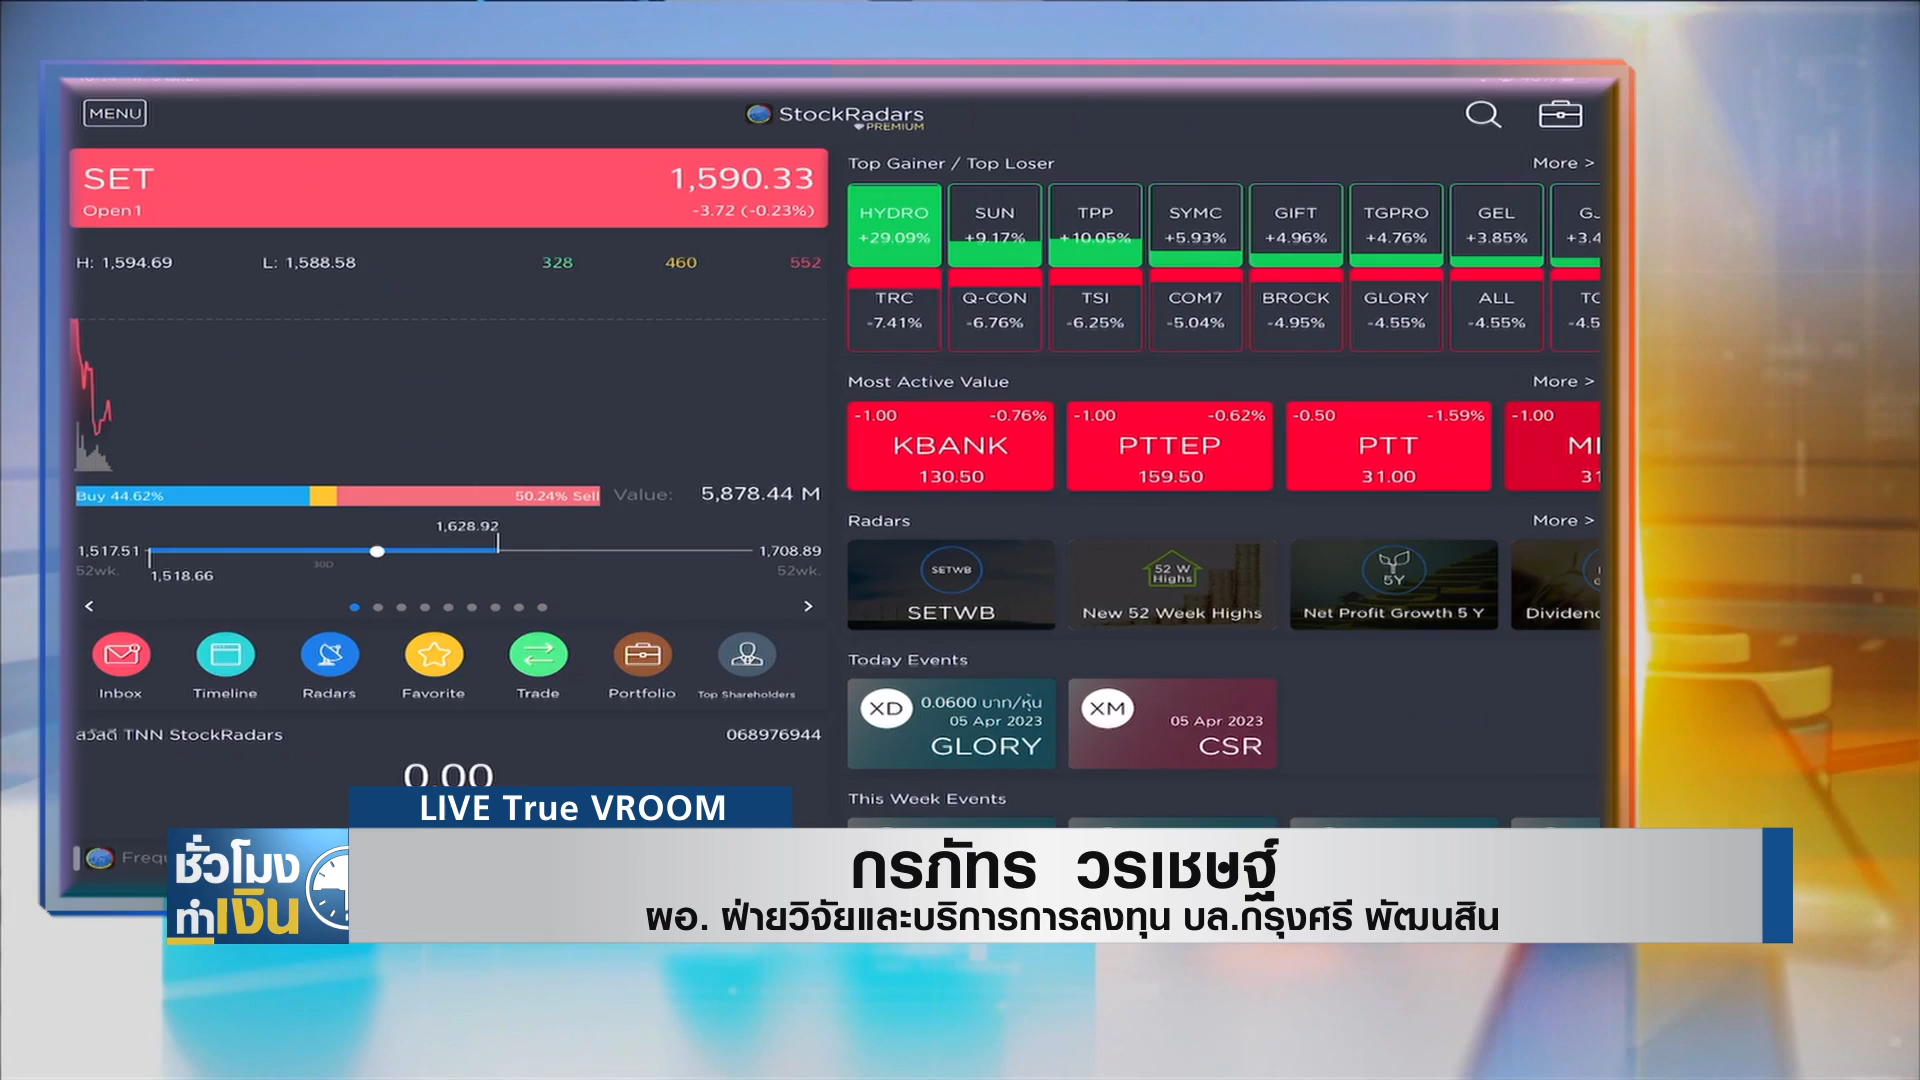 MENU
StockRadars
PREMIUM
SET
1,590.33
Open1
-3.72 (-0.23%)
H: 1,594.69
L: 1,588.58
328
460
552
Buy 44.62%
50.24% Sell
Value:
5,878.44 M
1,628.92
1,517.51
1,708.89
52wk.
1,518.66
30D
52wk.
<
>
Inbox
Timeline
Radars
Favorite
Trade
Portfolio
Top Shareholders
สวัสดี TNN StockRadars
068976944
0.00
Top Gainer / Top Loser
More >
HYDRO
+29.09%
SUN
+9.17%
TPP
+10.05%
SYMC
+5.93%
GIFT
+4.96%
TGPRO
+4.76%
GEL
+3.85%
+3.4
TRC
-7.41%
Q-CON
-6.76%
TSI
-6.25%
COM7
-5.04%
BROCK
-4.95%
GLORY
-4.55%
ALL
-4.55%
-4.5
Most Active Value
More >
-1.00
-0.76%
KBANK
130.50
-1.00
-0.62%
PTTEP
159.50
-0.50
-1.59%
PTT
31.00
-1.00
Radars
More >
SETWB
SETWB
52 W
Highs
New 52 Week Highs
5Y
Net Profit Growth 5 Y
Today Events
XD
0.0600 บาท/หุ้น
05 Apr 2023
GLORY
XM
05 Apr 2023
CSR
This Week Events
LIVE True VROOM
ชั่วโมง
ทำเงิน
กรภัทร วรเชษฐ์
ผอ. ฝ่ายวิจัยและบริการการลงทุน บล.กรุงศรี พัฒนสิน